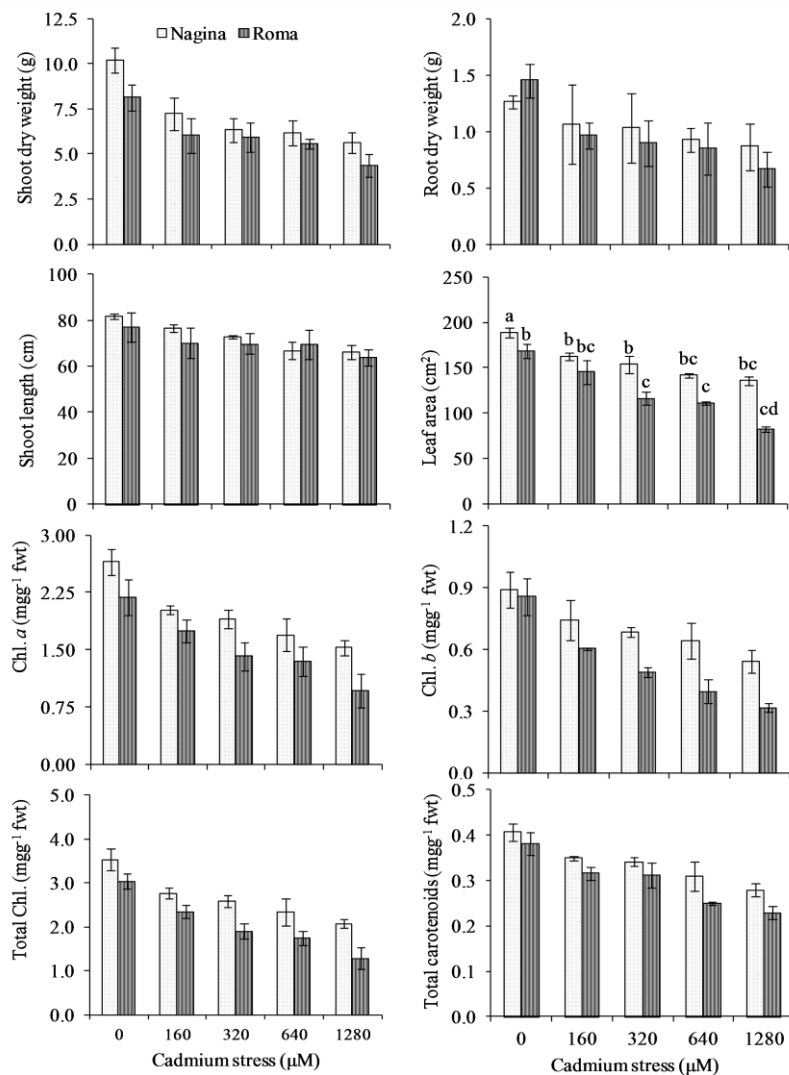 Nagina Roma
Shoot dry weight (g)
12.5
10.0
7.5
5.0
2.5
0.0
Root dry weight (g)
2.0
1.5
1.0
0.5
0.0
Shoot length (cm)
100
80
60
40
20
0
Leaf area (cm²)
250
200
150
100
50
0
a
b
b
bc
b
c
bc
c
bc
cd
Chl. a (mgg⁻¹ fwt)
3.00
2.25
1.50
0.75
0.00
Chl. b (mgg⁻¹ fwt)
1.2
0.9
0.6
0.3
0.0
Total Chl. (mgg⁻¹ fwt)
5.0
4.0
3.0
2.0
1.0
0.0
0 160 320 640 1280
Cadmium stress (µM)
Total carotenoids (mgg⁻¹ fwt)
0.5
0.4
0.3
0.2
0.1
0.0
0 160 320 640 1280
Cadmium stress (µM)